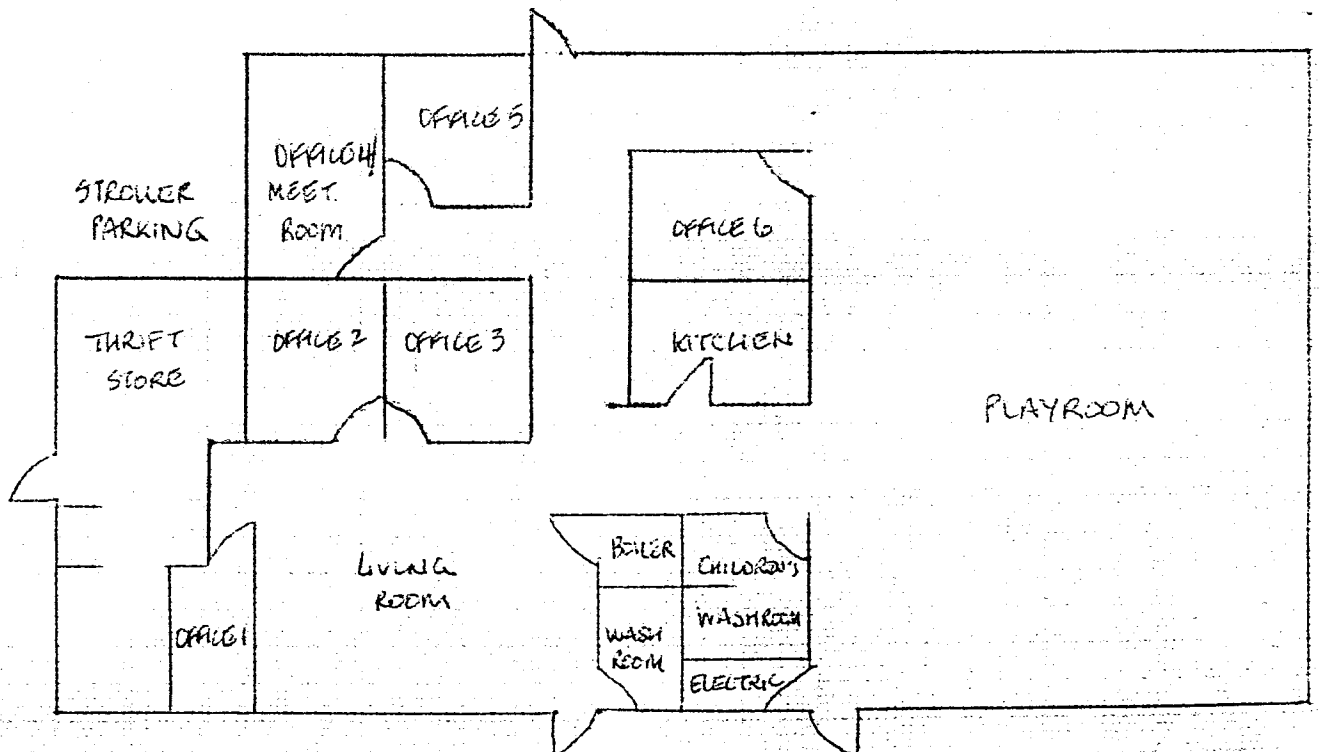 OFFICE 5
OFFICE 4/
MEET.
ROOM
STROLLER
PARKING
OFFICE 6
THRIFT
STORE
OFFICE 2
OFFICE 3
KITCHEN
PLAYROOM
BOILER
CHILDREN'S
WASHROOM
LIVING
ROOM
OFFICE 1
WASH
ROOM
ELECTRIC